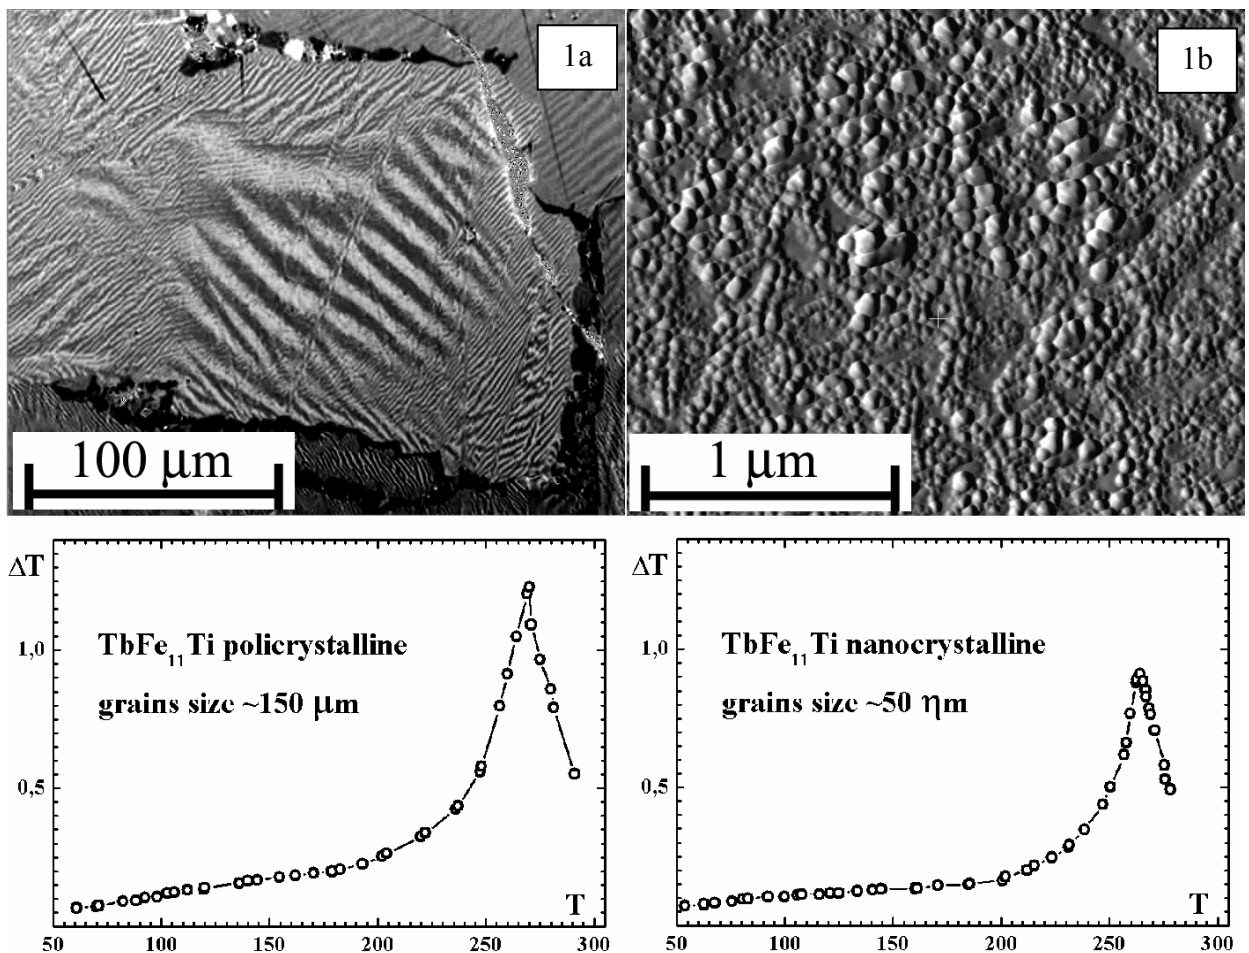 1a
1b
100 μm
1 μm
ΔT
1,0
0,5
TbFe₁₁Ti policrystalline
grains size ~150 μm
T
50 100 150 200 250 300
ΔT
1,0
0,5
TbFe₁₁Ti nanocrystalline
grains size ~50 ηm
T
50 100 150 200 250 300